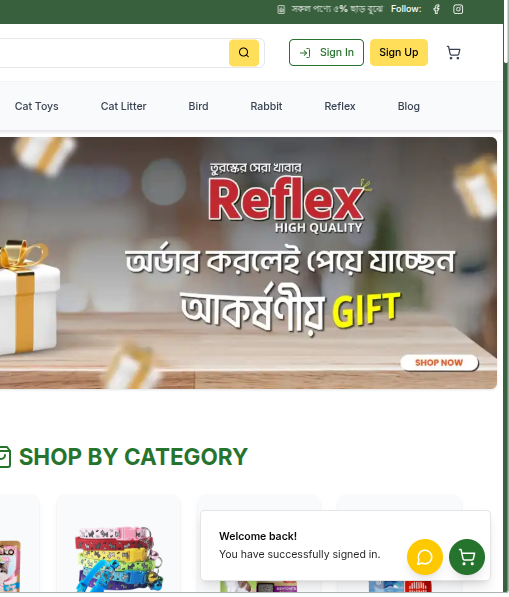 সকল পণ্যে ৫% ছাড় বুঝে Follow:
Sign In
Sign Up
Cat Toys Cat Litter Bird Rabbit Reflex Blog
তুরস্কের সেরা খাবার
Reflex
HIGH QUALITY
অর্ডার করলেই পেয়ে যাচ্ছেন
আকর্ষণীয় GIFT
SHOP NOW
SHOP BY CATEGORY
Welcome back!
You have successfully signed in.